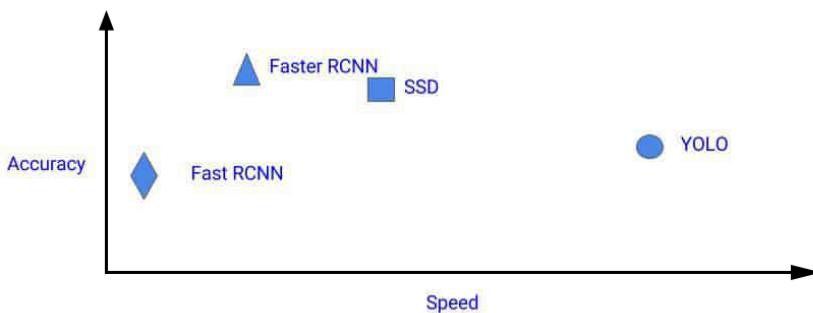 Faster RCNN
SSD
YOLO
Accuracy
Fast RCNN
Speed